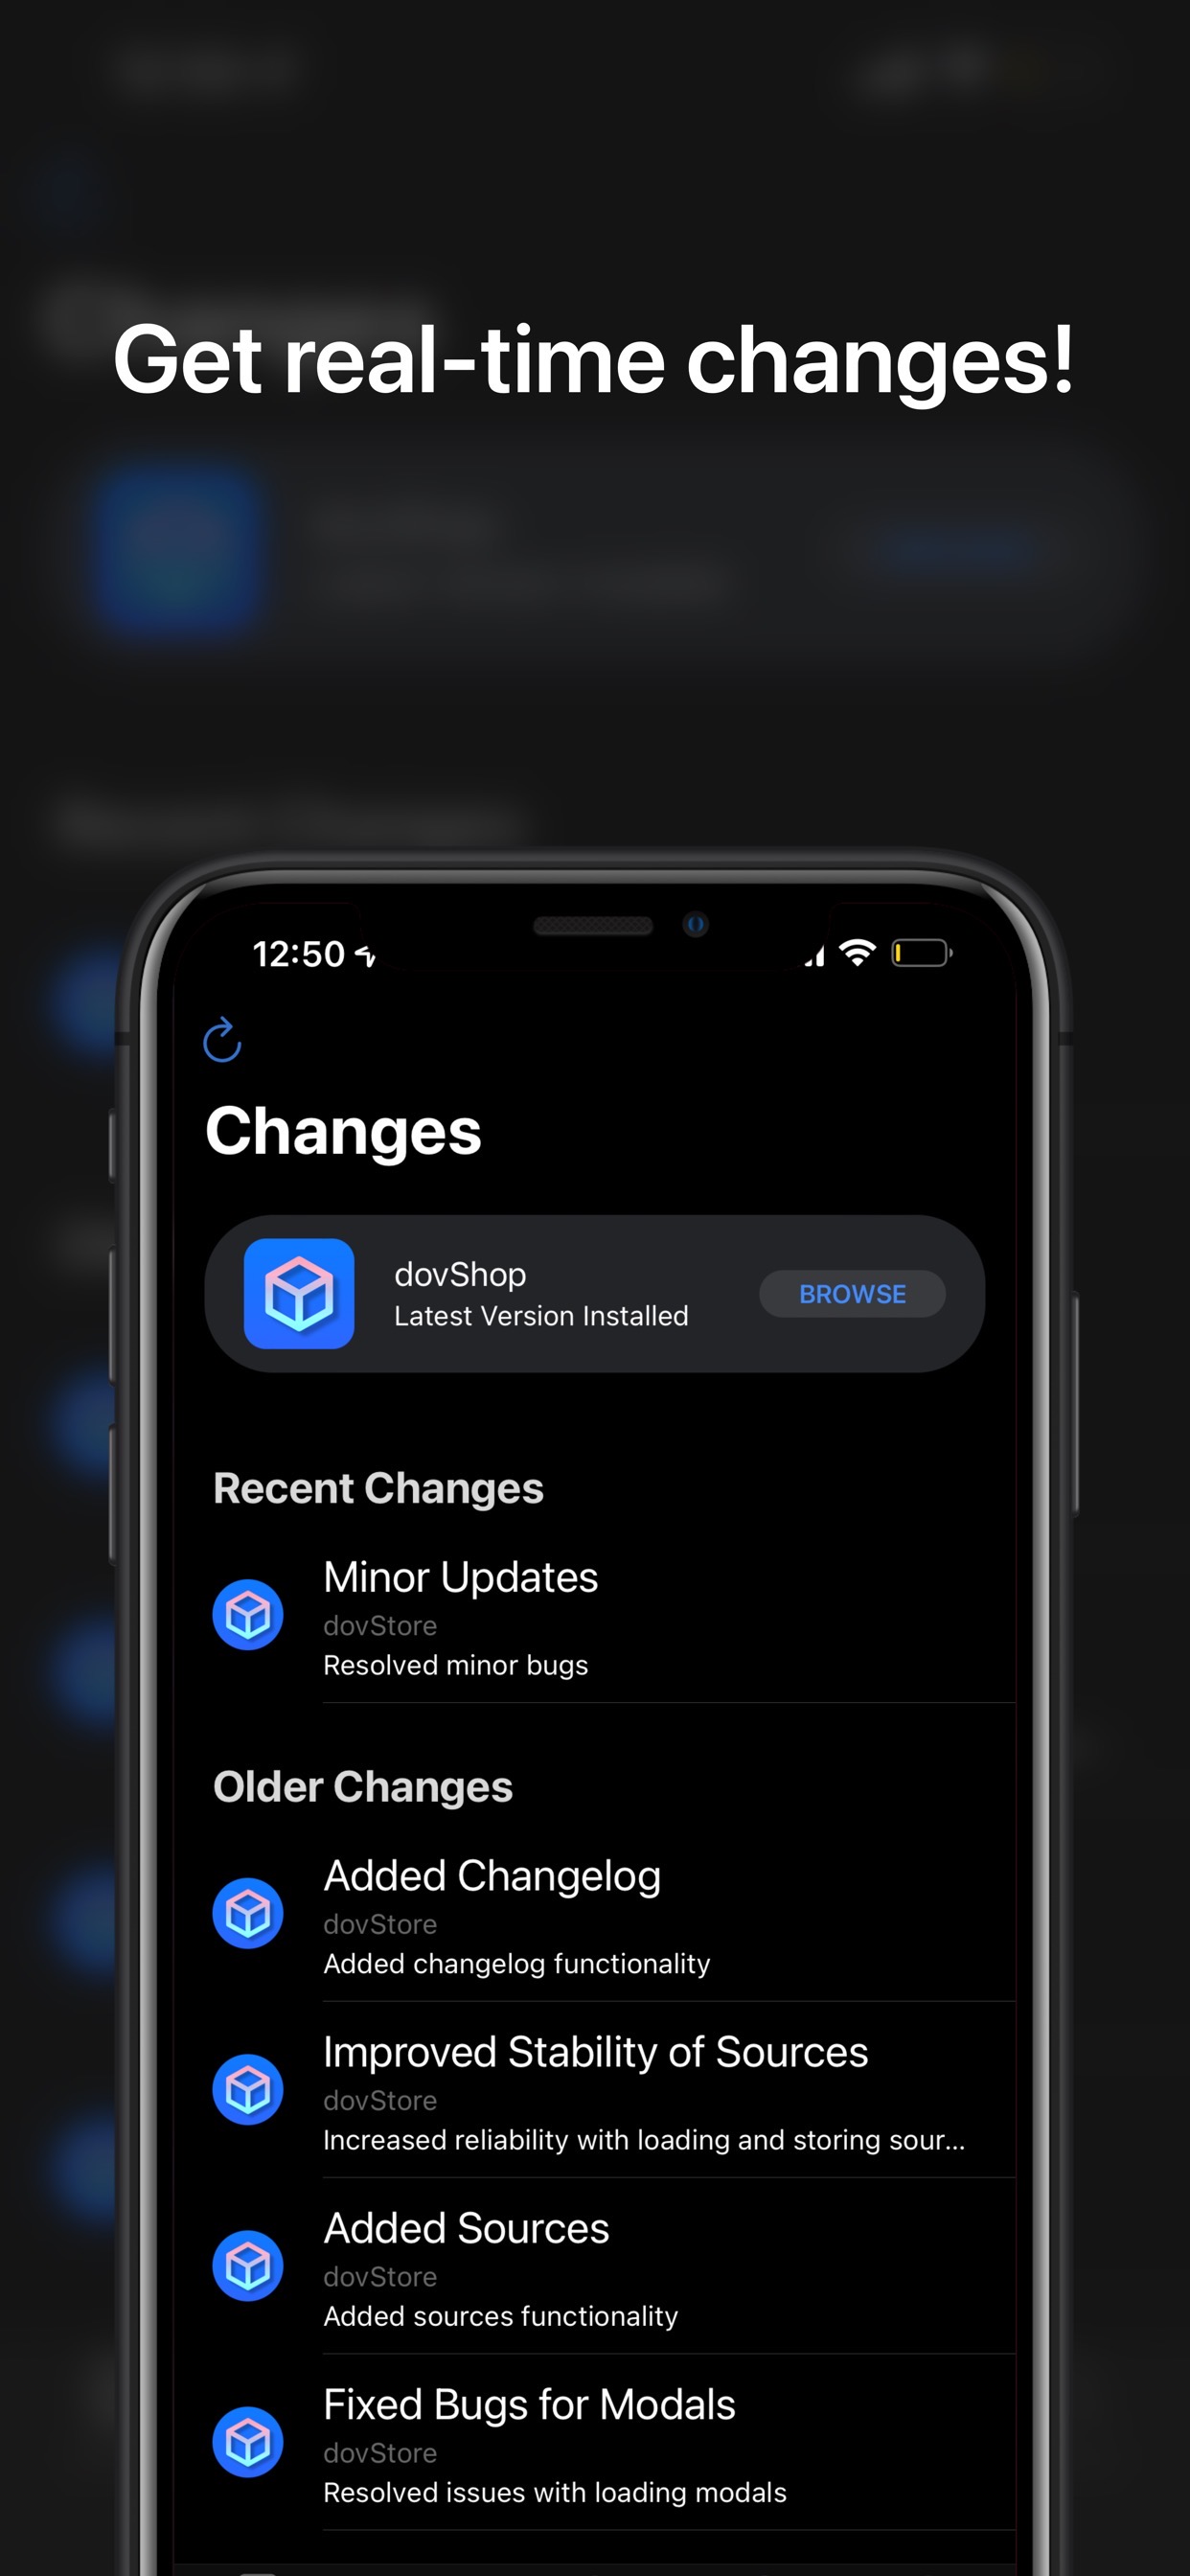 Get real-time changes!
12:50
Changes
dovShop
Latest Version Installed
BROWSE
Recent Changes
Minor Updates
dovStore
Resolved minor bugs
Older Changes
Added Changelog
dovStore
Added changelog functionality
Improved Stability of Sources
dovStore
Increased reliability with loading and storing sour...
Added Sources
dovStore
Added sources functionality
Fixed Bugs for Modals
dovStore
Resolved issues with loading modals